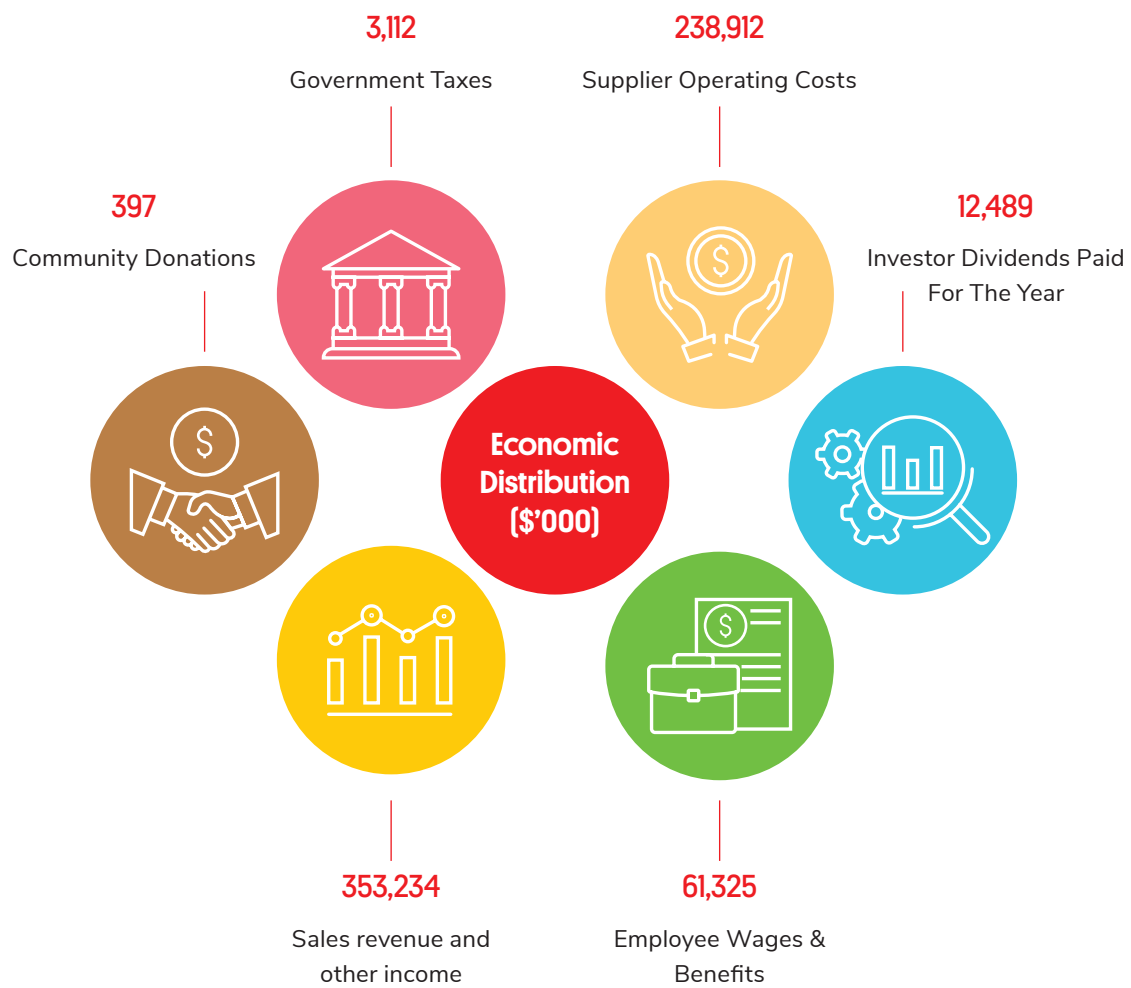 3,112
Government Taxes
238,912
Supplier Operating Costs
397
Community Donations
12,489
Investor Dividends Paid
For The Year
$
$
Economic
Distribution
($'000)
$
353,234
Sales revenue and
other income
61,325
Employee Wages &
Benefits